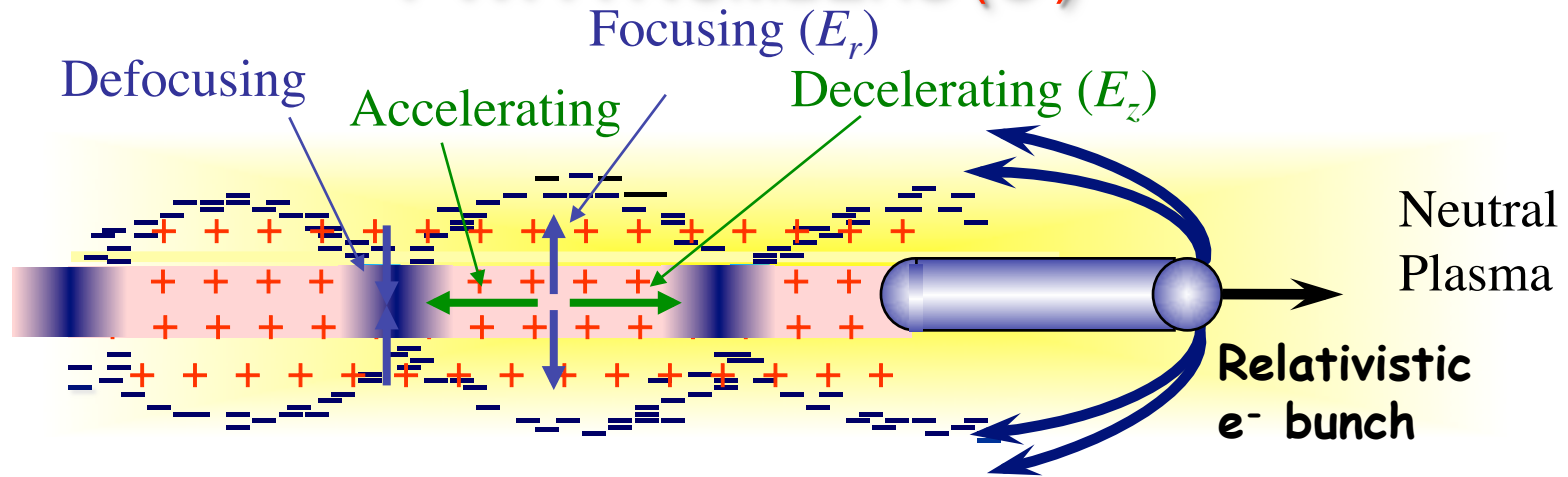 Focusing (E_r)
Defocusing
Accelerating
Decelerating (E_z)
Neutral
Plasma
Relativistic
e⁻ bunch